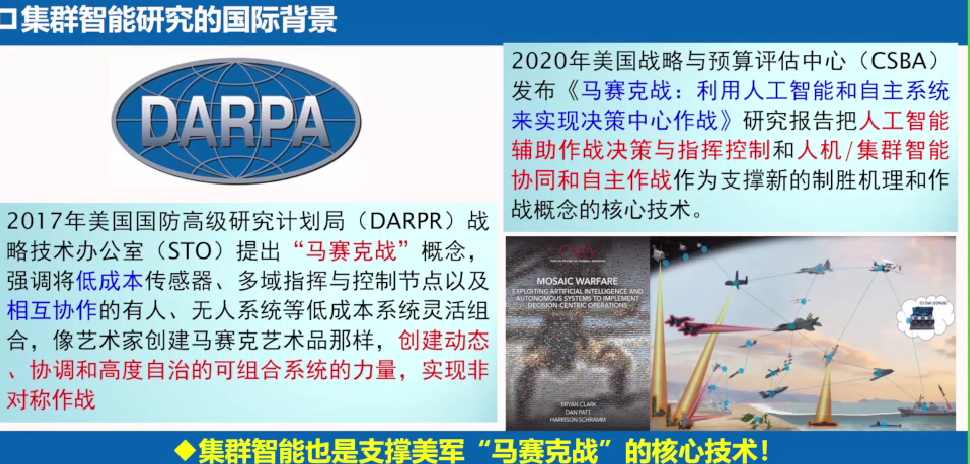 集群智能研究的国际背景
DARPA
2017年美国国防高级研究计划局（DARPR）战
略技术办公室（STO）提出“马赛克战”概念，
强调将低成本传感器、多域指挥与控制节点以及
相互协作的有人、无人系统等低成本系统灵活组
合，像艺术家创建马赛克艺术品那样，创建动态
、协调和高度自治的可组合系统的力量，实现非
对称作战
2020年美国战略与预算评估中心（CSBA）
发布《马赛克战：利用人工智能和自主系统
来实现决策中心作战》研究报告把人工智能
辅助作战决策与指挥控制和人机/集群智能
协同和自主作战作为支撑新的制胜机理和作
战概念的核心技术。
MOSAIC WARFARE
EXPLOITING ARTIFICIAL INTELLIGENCE AND
AUTONOMOUS SYSTEMS TO IMPLEMENT
DECISION-CENTRIC OPERATIONS
BRYAN CLARK
DAN PATT
HARRISON SCHRAMM
◆集群智能也是支撑美军“马赛克战”的核心技术！